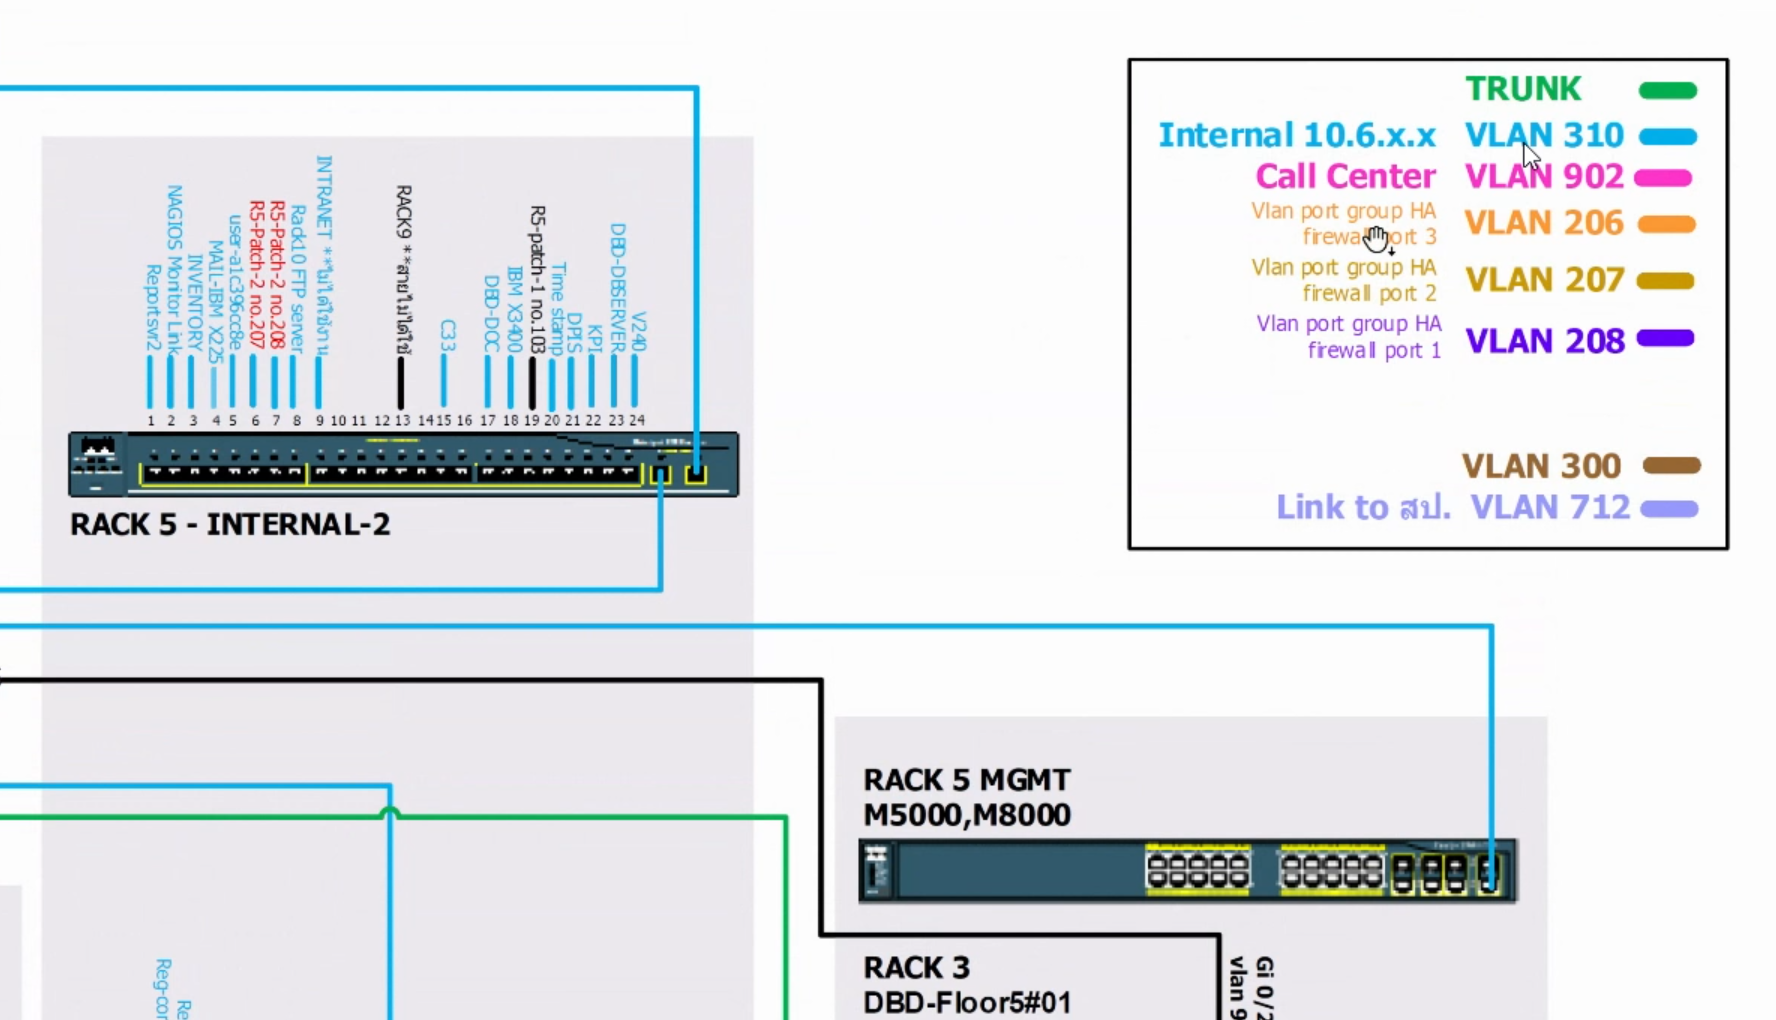 TRUNK
Internal 10.6.x.x VLAN 310
Call Center VLAN 902
Vlan port group HA
firewall port 3
VLAN 206
Vlan port group HA
firewall port 2
VLAN 207
Vlan port group HA
firewall port 1
VLAN 208
VLAN 300
Link to สป. VLAN 712
Reportsvr2
NAGIOS Monitor Link
INVENTORY
MAIL-IBM X225
user-a1c396cc8e
R5-Patch-2 no.207
R5-Patch-2 no.208
Rack10 FTP server
INTRANET **ไม่ได้ใช้งาน
RACK9 **สายไม่ได้ใช้
C33
DBD-DOC
IBM X3400
R5-patch-1 no.103
Time stamp
DPIS
KPI
DBD-DBSERVER
V240
1 2 3 4 5 6 7 8 9 10 11 12 13 14 15 16 17 18 19 20 21 22 23 24
RACK 5 - INTERNAL-2
RACK 5 MGMT
M5000,M8000
RACK 3
DBD-Floor5#01
Gi 0/2
vlan 9
Reg-cor
Re